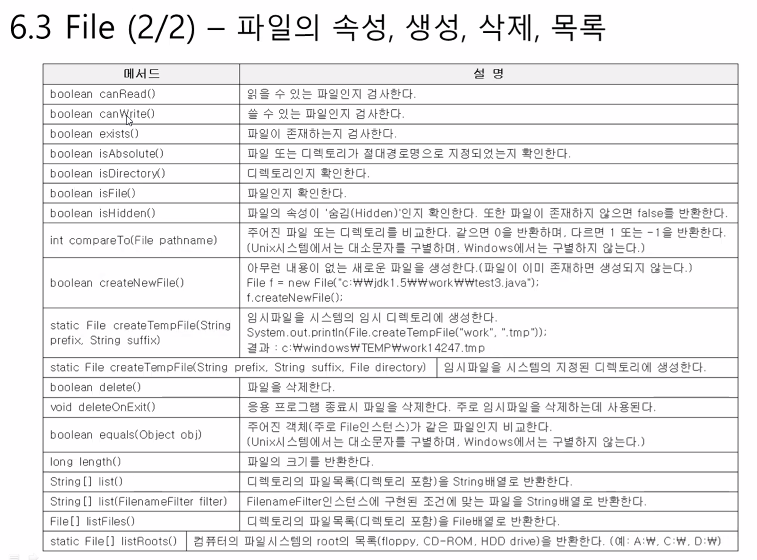 6.3 File (2/2) – 파일의 속성, 생성, 삭제, 목록
메서드 설 명
boolean canRead() 읽을 수 있는 파일인지 검사한다.
boolean canWrite() 쓸 수 있는 파일인지 검사한다.
boolean exists() 파일이 존재하는지 검사한다.
boolean isAbsolute() 파일 또는 디렉토리가 절대경로명으로 지정되었는지 확인한다.
boolean isDirectory() 디렉토리인지 확인한다.
boolean isFile() 파일인지 확인한다.
boolean isHidden() 파일의 속성이 '숨김(Hidden)'인지 확인한다. 또한 파일이 존재하지 않으면 false를 반환한다.
int compareTo(File pathname) 주어진 파일 또는 디렉토리를 비교한다. 같으면 0을 반환하며, 다르면 1 또는 -1을 반환한다.
(Unix시스템에서는 대소문자를 구별하며, Windows에서는 구별하지 않는다.)
boolean createNewFile() 아무런 내용이 없는 새로운 파일을 생성한다.(파일이 이미 존재하면 생성되지 않는다.)
File f = new File("c:₩₩jdk1.5₩₩work₩₩test3.java");
f.createNewFile();
static File createTempFile(String prefix, String suffix) 임시파일을 시스템의 임시 디렉토리에 생성한다.
System.out.println(File.createTempFile("work", ".tmp"));
결과 : c:₩windows₩TEMP₩work14247.tmp
static File createTempFile(String prefix, String suffix, File directory) 임시파일을 시스템의 지정된 디렉토리에 생성한다.
boolean delete() 파일을 삭제한다.
void deleteOnExit() 응용 프로그램 종료시 파일을 삭제한다. 주로 임시파일을 삭제하는데 사용된다.
boolean equals(Object obj) 주어진 객체(주로 File인스턴스)가 같은 파일인지 비교한다.
(Unix시스템에서는 대소문자를 구별하며, Windows에서는 구별하지 않는다.)
long length() 파일의 크기를 반환한다.
String[] list() 디렉토리의 파일목록(디렉토리 포함)을 String배열로 반환한다.
String[] list(FilenameFilter filter) FilenameFilter인스턴스에 구현된 조건에 맞는 파일을 String배열로 반환한다.
File[] listFiles() 디렉토리의 파일목록(디렉토리 포함)을 File배열로 반환한다.
static File[] listRoots() 컴퓨터의 파일시스템의 root의 목록(floppy, CD-ROM, HDD drive)을 반환한다. (예: A:₩, C:₩, D:₩)